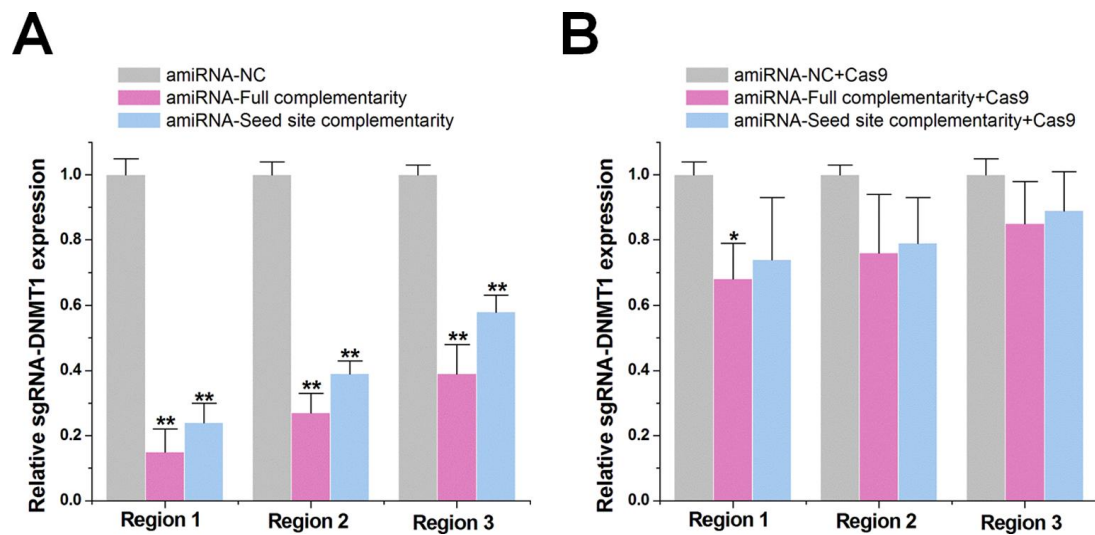 A
amiRNA-NC
amiRNA-Full complementarity
amiRNA-Seed site complementarity
Relative sgRNA-DNMT1 expression
1.0
0.8
0.6
0.4
0.2
0.0
**
**
**
**
**
**
Region 1
Region 2
Region 3
B
amiRNA-NC+Cas9
amiRNA-Full complementarity+Cas9
amiRNA-Seed site complementarity+Cas9
Relative sgRNA-DNMT1 expression
1.0
0.8
0.6
0.4
0.2
0.0
*
Region 1
Region 2
Region 3